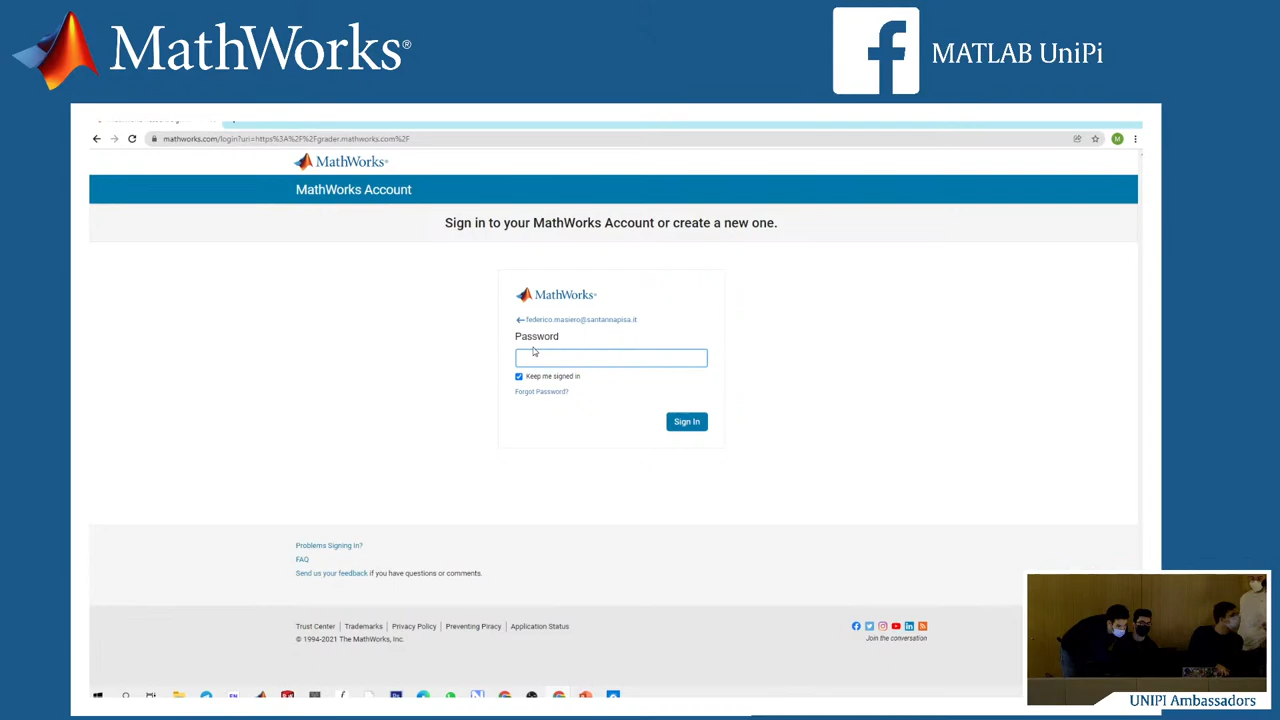 MathWorks®
MATLAB UniPi
mathworks.com/login?uri=https%3A%2F%2Fgrader.mathworks.com%2F
M
MathWorks®
MathWorks Account
Sign in to your MathWorks Account or create a new one.
MathWorks®
federico.masiero@santannapisa.it
Password
Keep me signed in
Forgot Password?
Sign In
Problems Signing In?
FAQ
Send us your feedback if you have questions or comments.
Trust Center | Trademarks | Privacy Policy | Preventing Piracy | Application Status
© 1994-2021 The MathWorks, Inc.
Join the conversation
EN
UNIPI Ambassadors